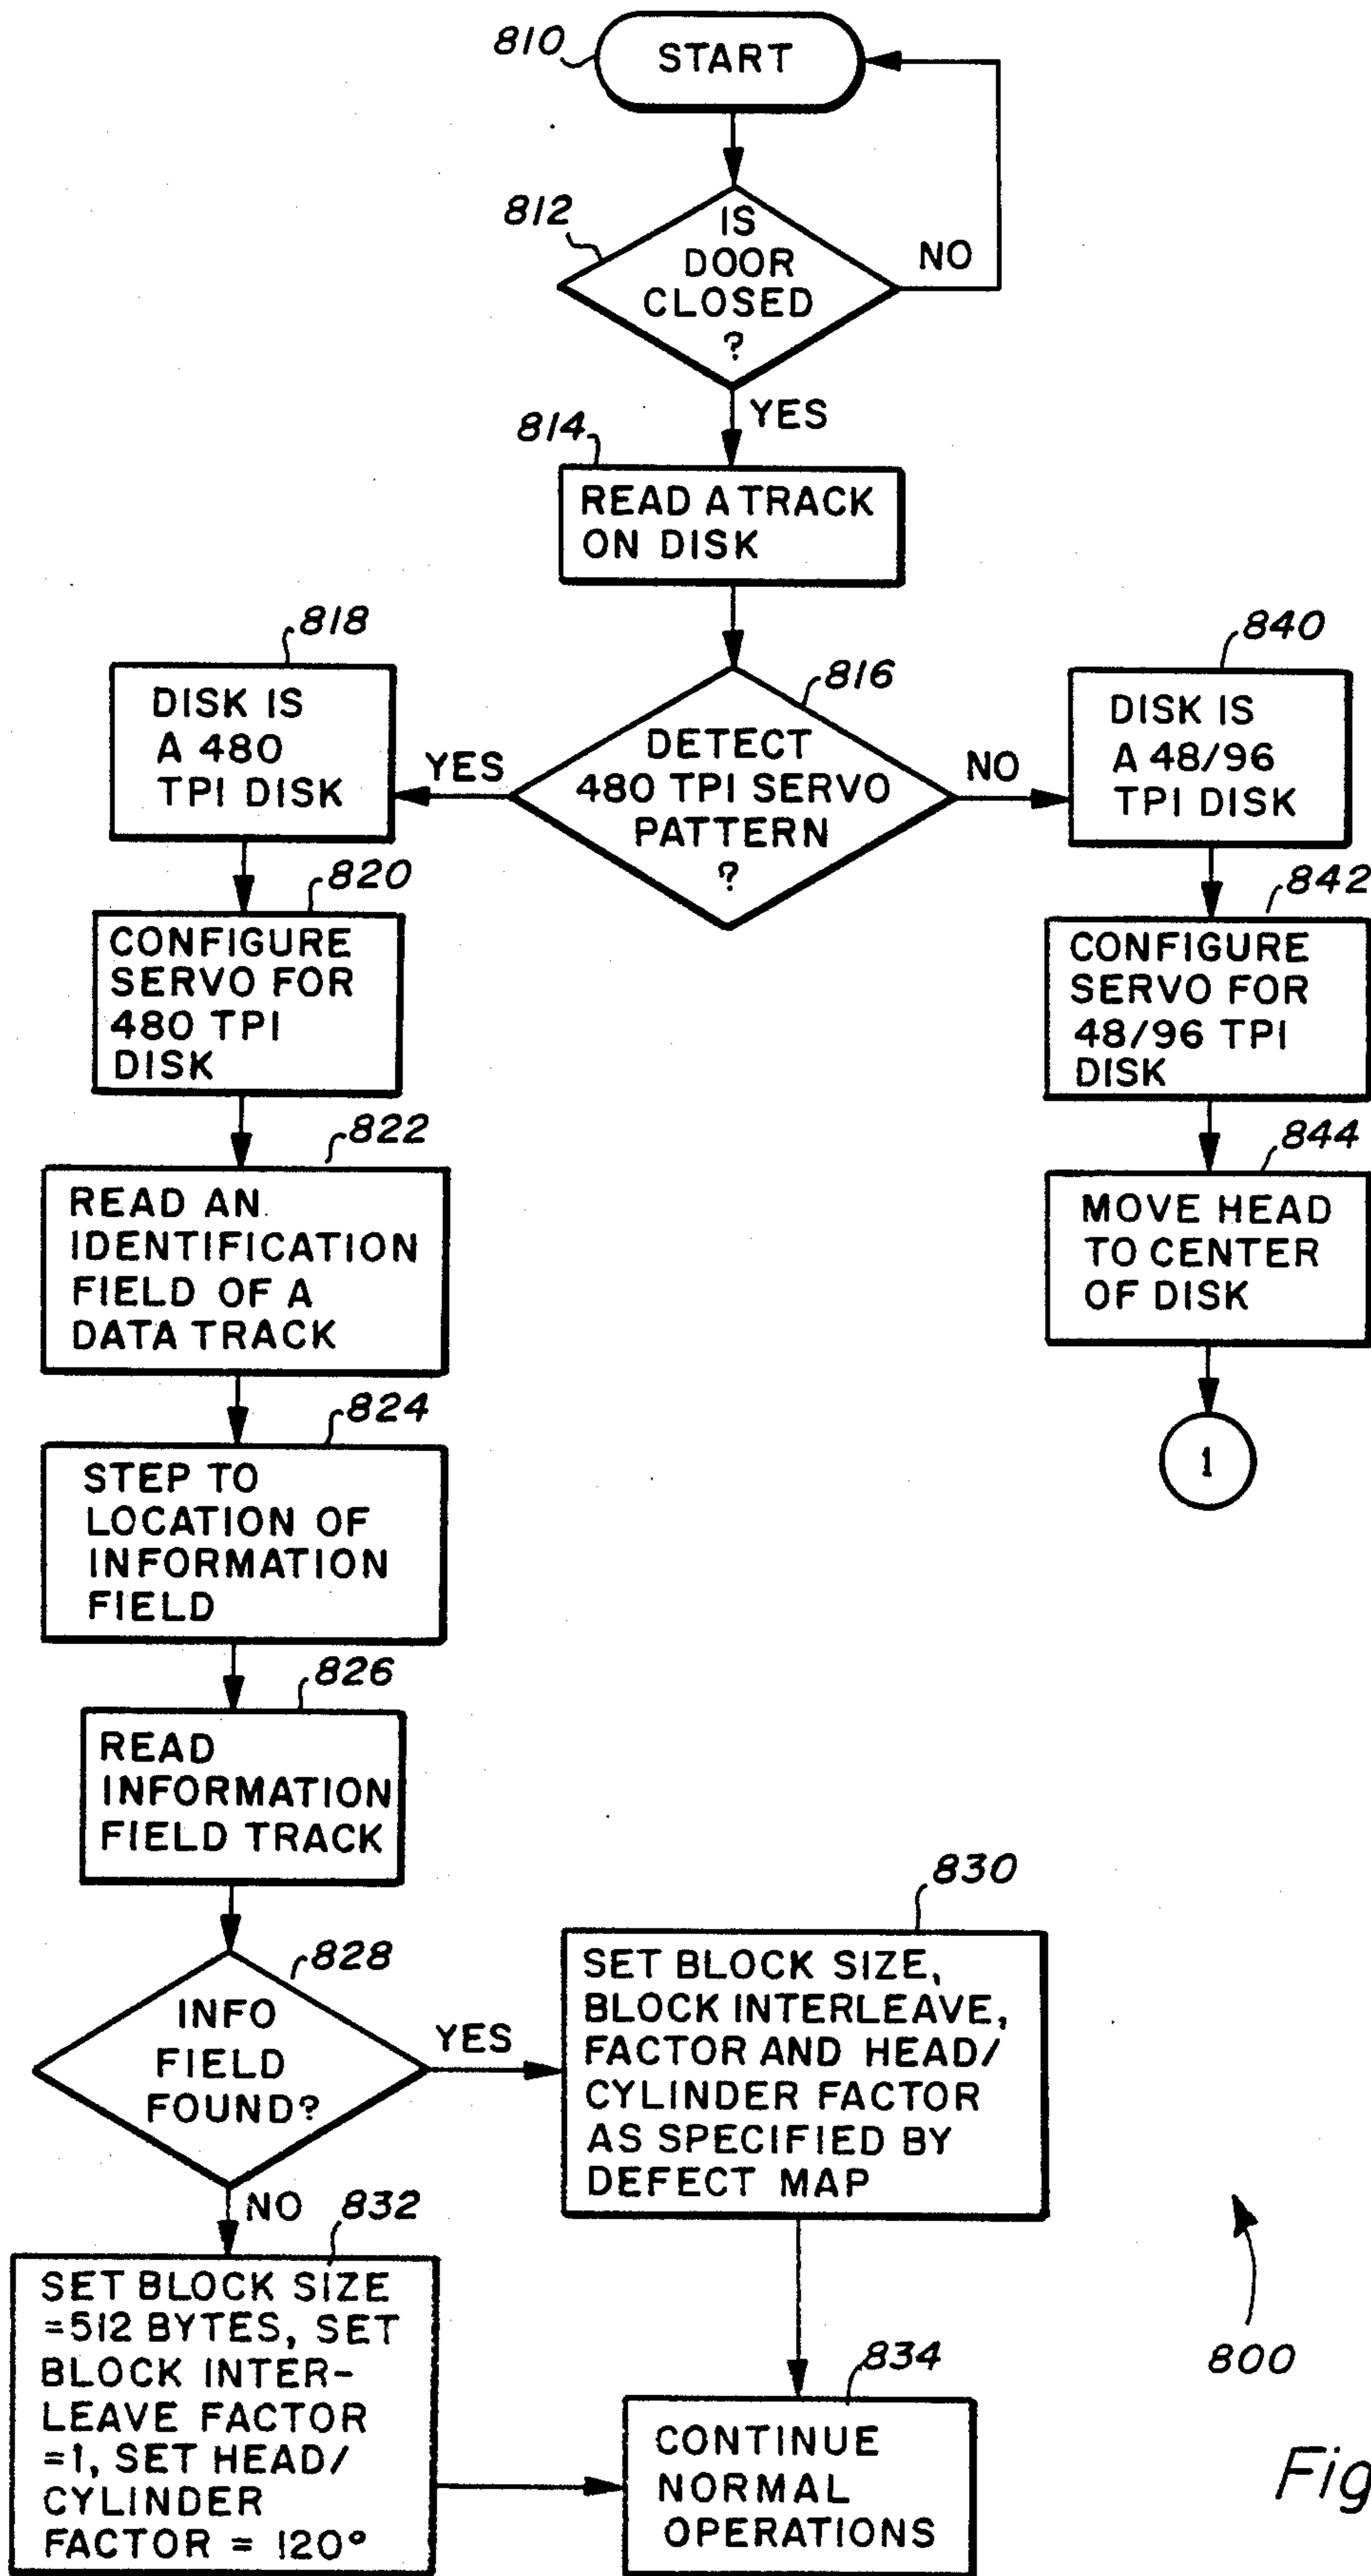 810
START
812
IS
DOOR
CLOSED
?
NO
YES
814
READ A TRACK
ON DISK
816
DETECT
480 TPI SERVO
PATTERN
?
YES
NO
818
DISK IS
A 480
TPI DISK
820
CONFIGURE
SERVO FOR
480 TPI
DISK
822
READ AN
IDENTIFICATION
FIELD OF A
DATA TRACK
824
STEP TO
LOCATION OF
INFORMATION
FIELD
826
READ
INFORMATION
FIELD TRACK
828
INFO
FIELD
FOUND?
YES
NO
830
SET BLOCK SIZE,
BLOCK INTERLEAVE,
FACTOR AND HEAD/
CYLINDER FACTOR
AS SPECIFIED BY
DEFECT MAP
832
SET BLOCK SIZE
=512 BYTES, SET
BLOCK INTER-
LEAVE FACTOR
=1, SET HEAD/
CYLINDER
FACTOR = 120°
834
CONTINUE
NORMAL
OPERATIONS
840
DISK IS
A 48/96
TPI DISK
842
CONFIGURE
SERVO FOR
48/96 TPI
DISK
844
MOVE HEAD
TO CENTER
OF DISK
1
800
Fig